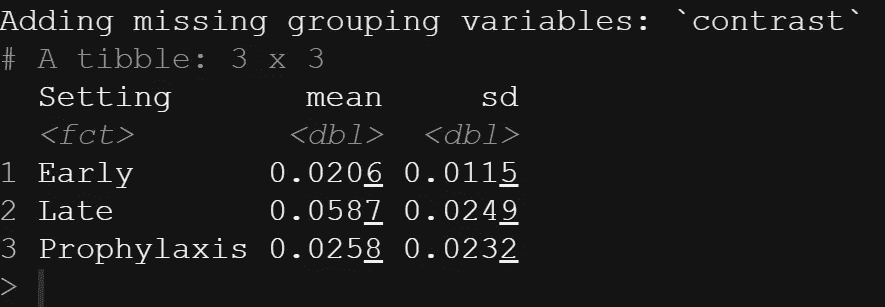 Adding missing grouping variables: `contrast`
# A tibble: 3 x 3
  Setting       mean     sd
  <fct>        <dbl>  <dbl>
1 Early       0.0206 0.0115
2 Late        0.0587 0.0249
3 Prophylaxis 0.0258 0.0232
>